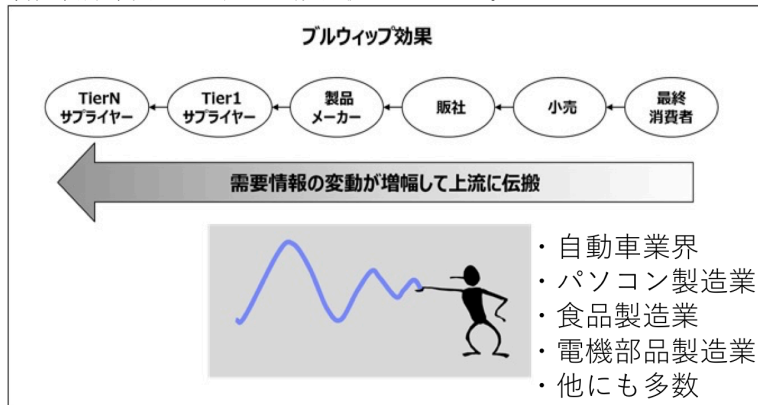 ブルウィップ効果
TierN
サプライヤー
Tier1
サプライヤー
製品
メーカー
販社
小売
最終
消費者
需要情報の変動が増幅して上流に伝搬
・自動車業界
・パソコン製造業
・食品製造業
・電機部品製造業
・他にも多数